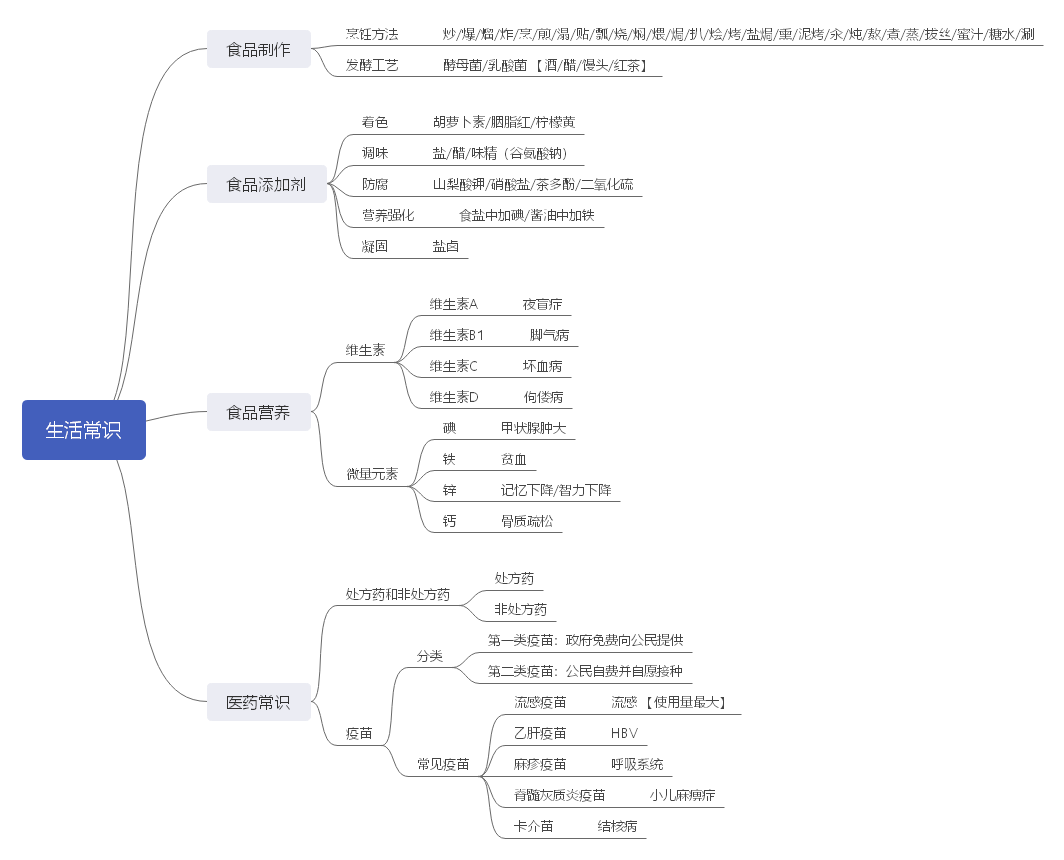 生活常识
食品制作
烹饪方法 炒/爆/熘/炸/烹/煎/溻/贴/瓤/烧/焖/煨/焗/扒/烩/烤/盐焗/熏/泥烤/汆/炖/熬/煮/蒸/拔丝/蜜汁/糖水/涮
发酵工艺 酵母菌/乳酸菌【酒/醋/馒头/红茶】
食品添加剂
着色 胡萝卜素/胭脂红/柠檬黄
调味 盐/醋/味精（谷氨酸钠）
防腐 山梨酸钾/硝酸盐/茶多酚/二氧化硫
营养强化 食盐中加碘/酱油中加铁
凝固 盐卤
食品营养
维生素
维生素A 夜盲症
维生素B1 脚气病
维生素C 坏血病
维生素D 佝偻病
微量元素
碘 甲状腺肿大
铁 贫血
锌 记忆下降/智力下降
钙 骨质疏松
医药常识
处方药和非处方药
处方药
非处方药
疫苗
分类
第一类疫苗：政府免费向公民提供
第二类疫苗：公民自费并自愿接种
常见疫苗
流感疫苗 流感【使用量最大】
乙肝疫苗 HBV
麻疹疫苗 呼吸系统
脊髓灰质炎疫苗 小儿麻痹症
卡介苗 结核病